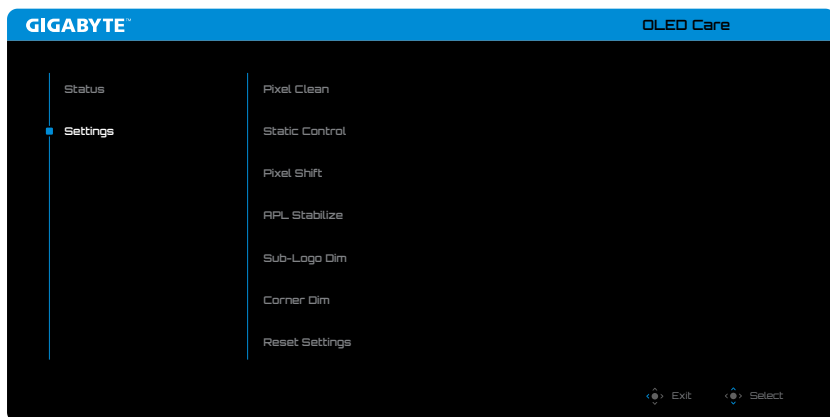 GIGABYTE™
OLED Care
Status
Settings
Pixel Clean
Static Control
Pixel Shift
APL Stabilize
Sub-Logo Dim
Corner Dim
Reset Settings
Exit
Select